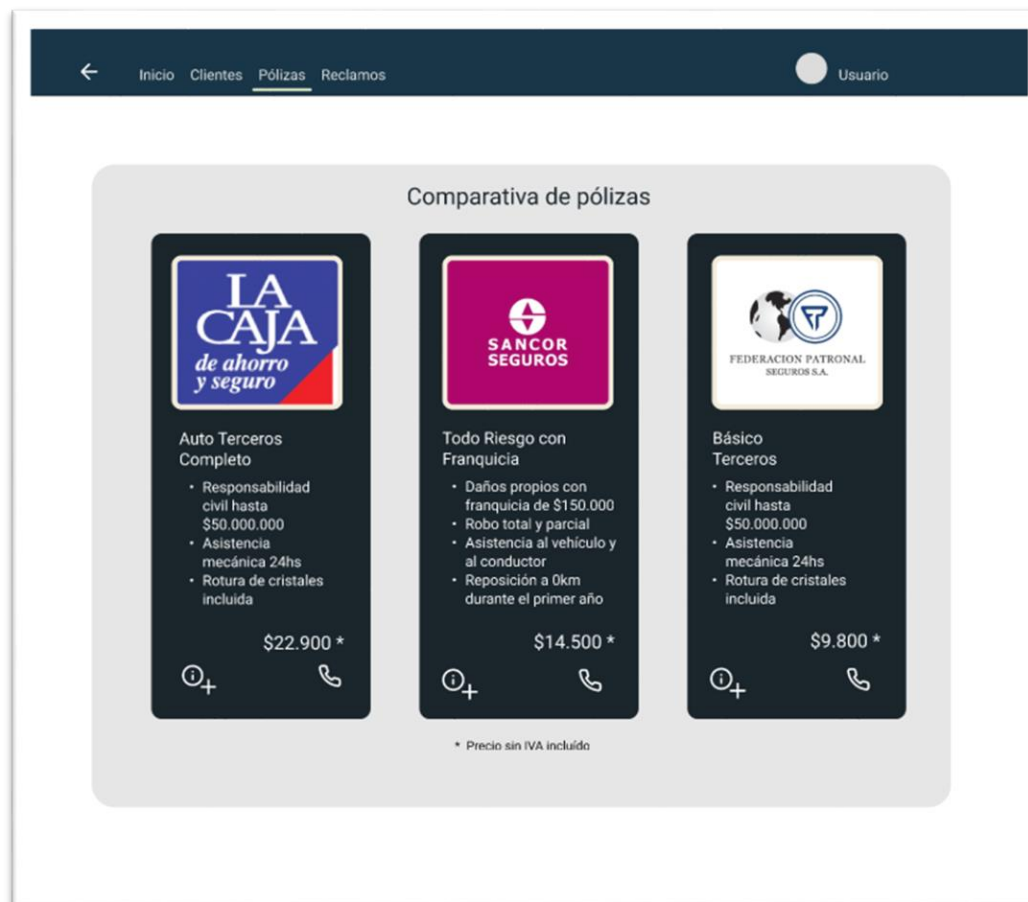 Inicio Clientes Pólizas Reclamos
Usuario
Comparativa de pólizas
LA
CAJA
de ahorro
y seguro
Auto Terceros
Completo
• Responsabilidad
civil hasta
$50.000.000
• Asistencia
mecánica 24hs
• Rotura de cristales
incluida
$22.900 *
SANCOR
SEGUROS
Todo Riesgo con
Franquicia
• Daños propios con
franquicia de $150.000
• Robo total y parcial
• Asistencia al vehículo y
al conductor
• Reposición a 0km
durante el primer año
$14.500 *
FEDERACION PATRONAL
SEGUROS S.A.
Básico
Terceros
• Responsabilidad
civil hasta
$50.000.000
• Asistencia
mecánica 24hs
• Rotura de cristales
incluida
$9.800 *
* Precio sin IVA incluído